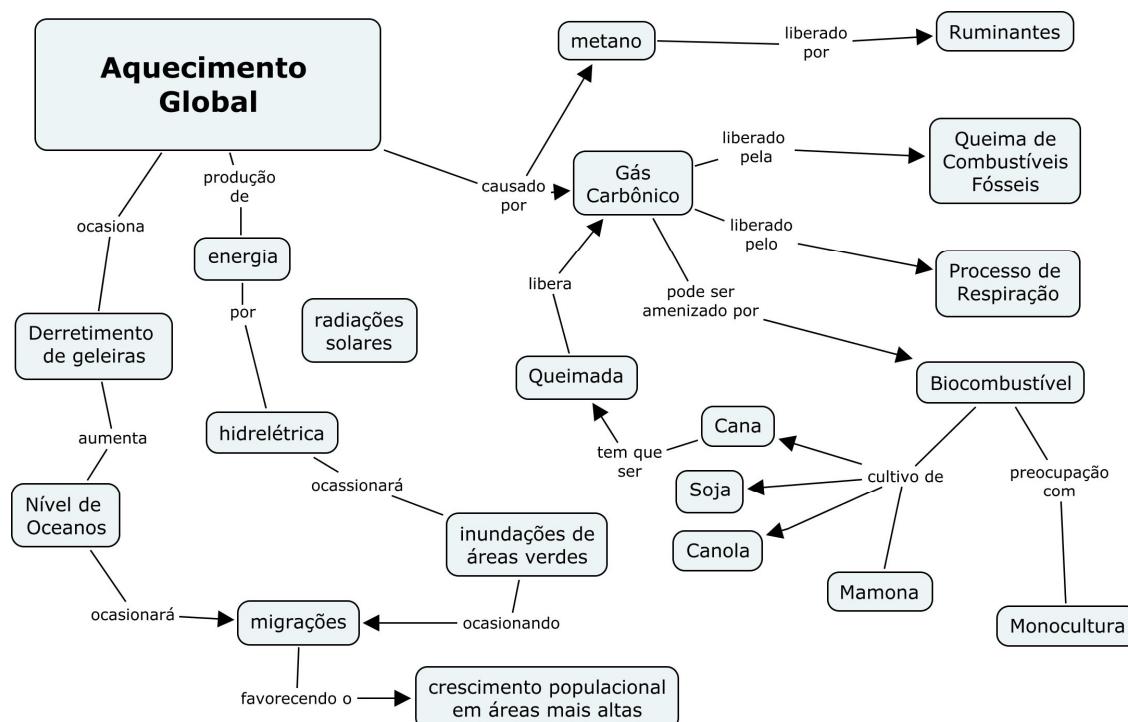 Aquecimento
Global
metano
liberado
por
Ruminantes
causado
por
Gás
Carbônico
liberado
pela
Queima de
Combustíveis
Fósseis
liberado
pelo
Processo de
Respiração
produção
de
energia
por
ocasiona
radiações
solares
Derretimento
de geleiras
libera
pode ser
amenizado por
Queimada
Biocombustível
hidrelétrica
aumenta
Cana
tem que
ser
cultivo de
preocupação
com
Soja
Canola
Mamona
Monocultura
ocassionará
Nível de
Oceanos
inundações de
áreas verdes
ocasionará
migrações
ocasionando
favorecendo o
crescimento populacional
em áreas mais altas